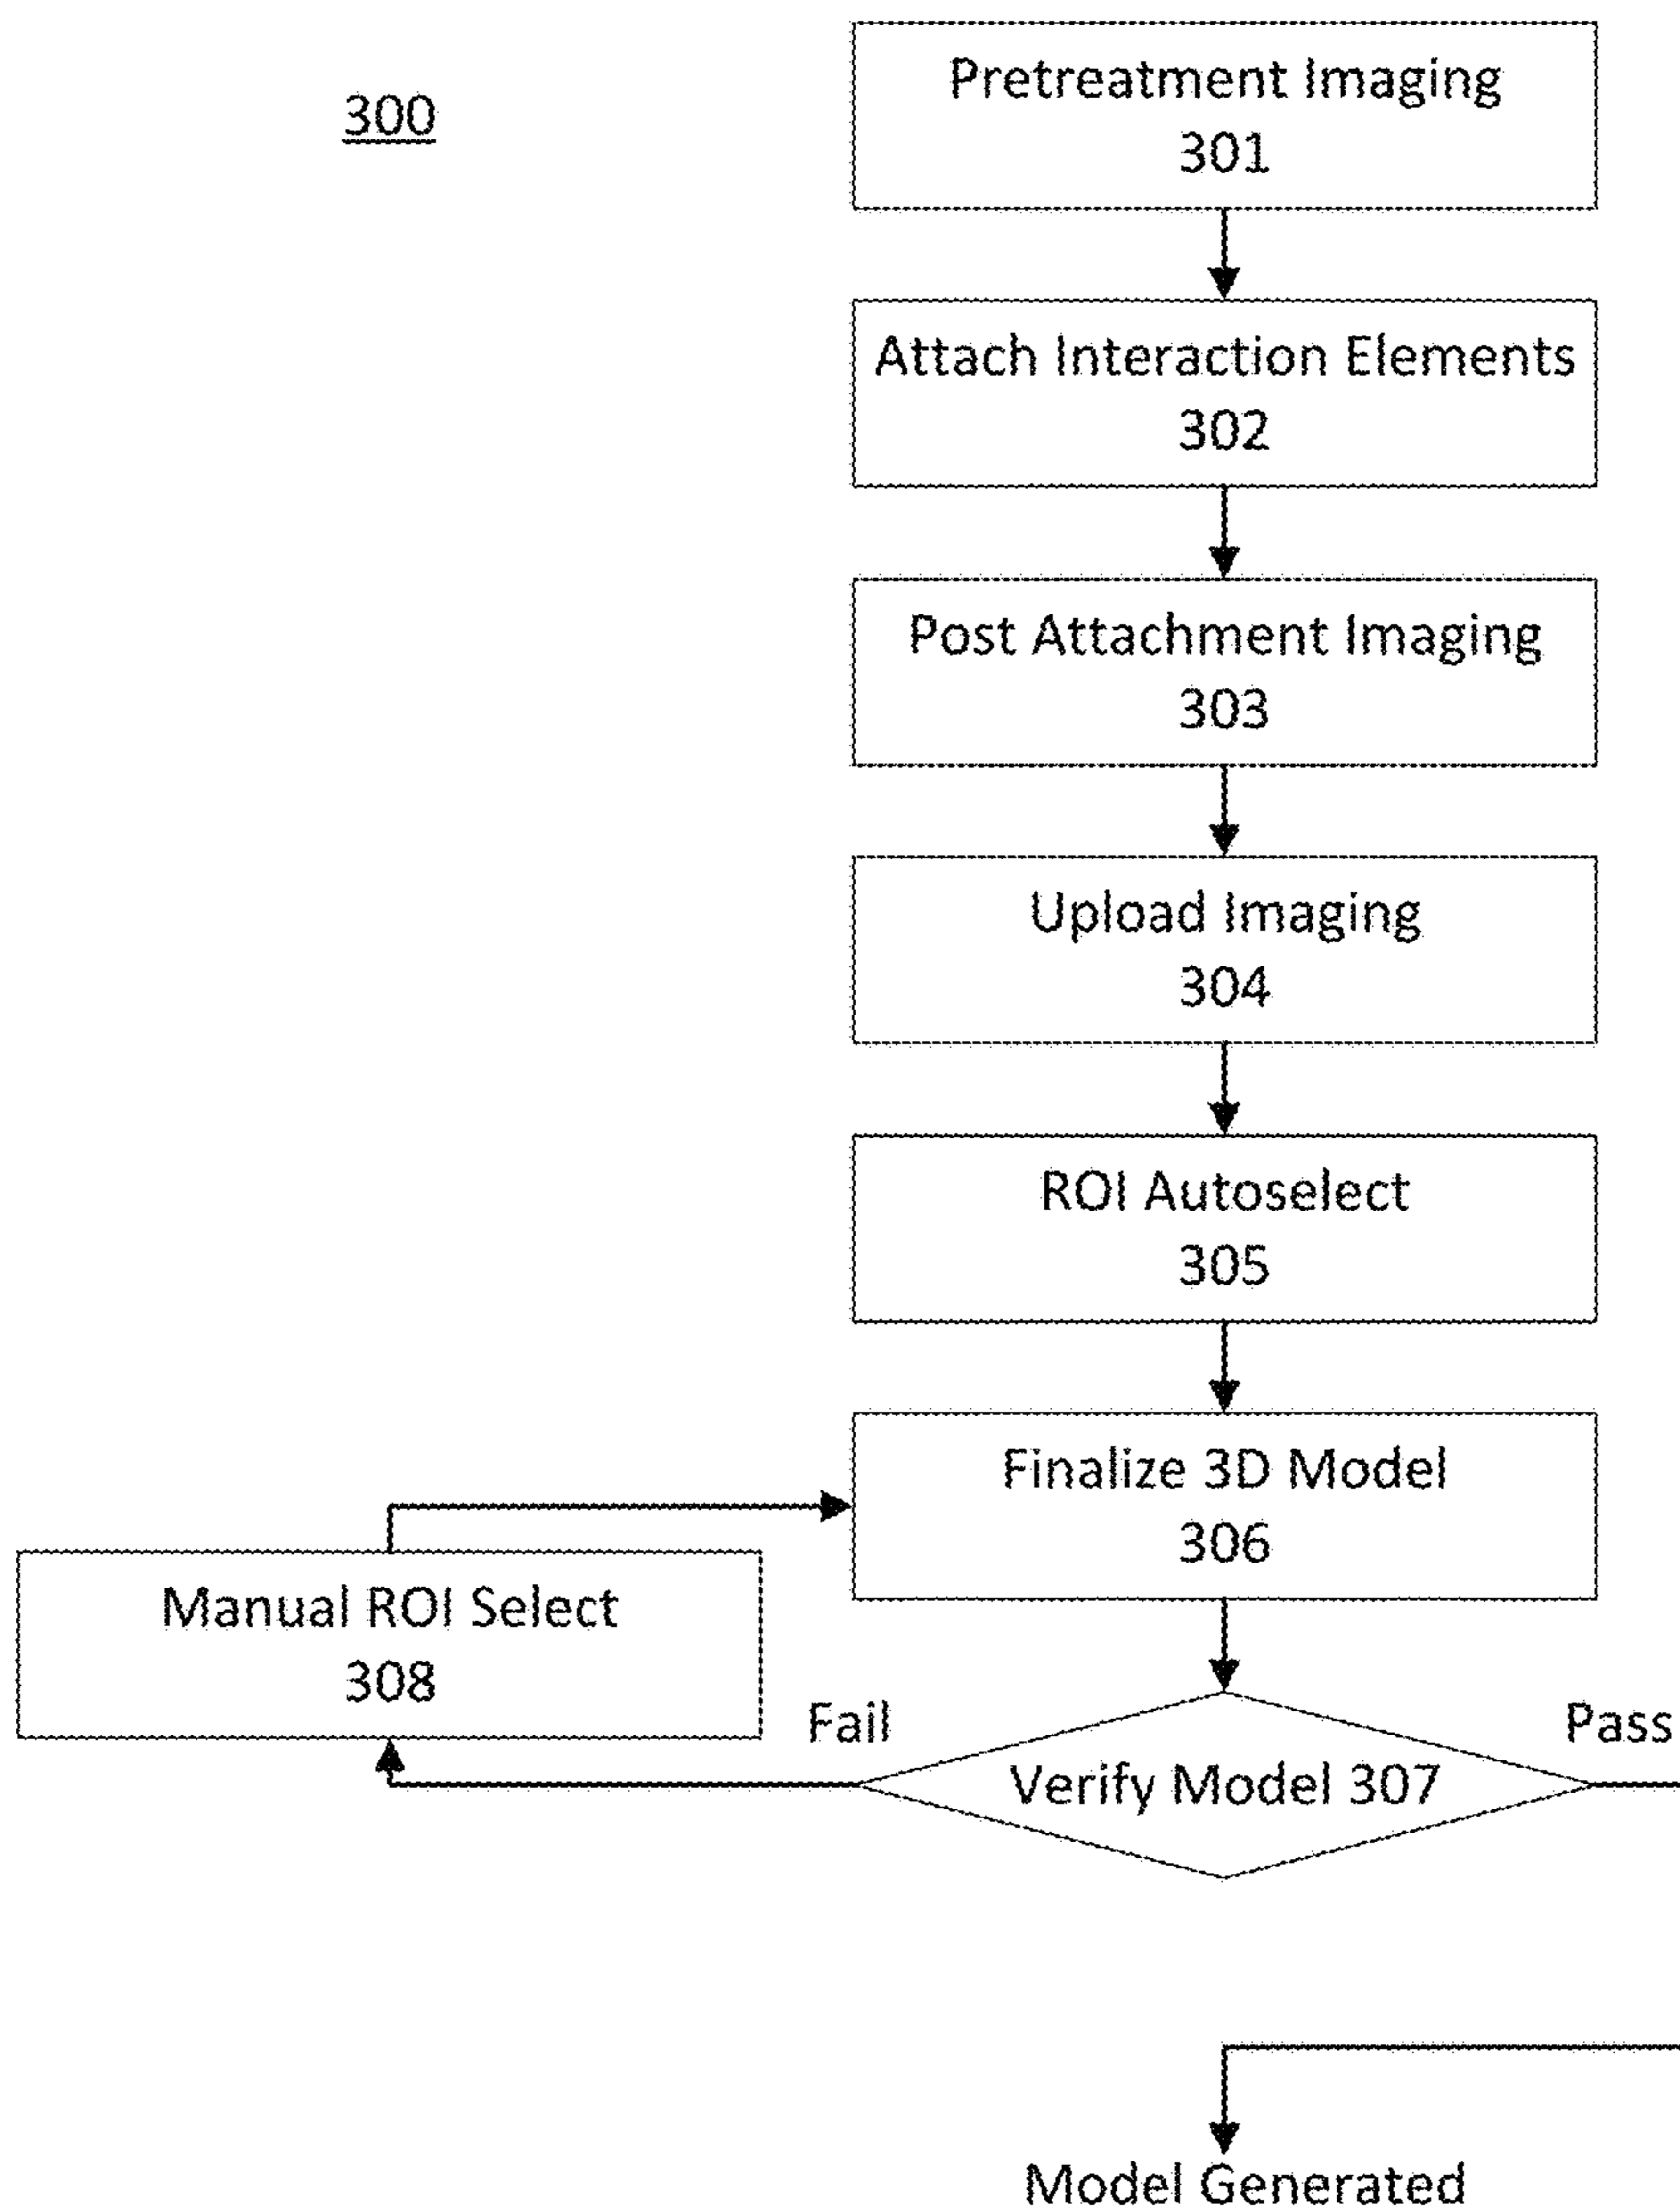 300
Pretreatment Imaging
301
Attach Interaction Elements
302
Post Attachment Imaging
303
Upload Imaging
304
ROI Autoselect
305
Finalize 3D Model
306
Manual ROI Select
308
Fail
Pass
Verify Model 307
Model Generated